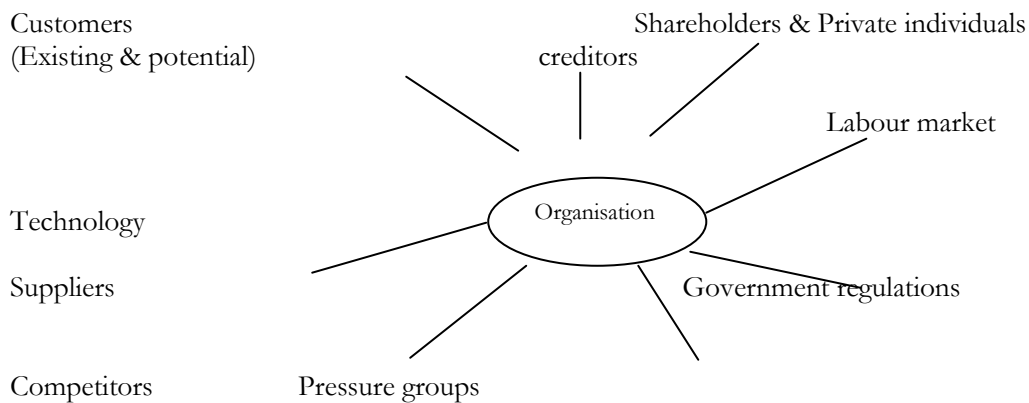 Customers Shareholders & Private individuals
(Existing & potential) creditors
Labour market
Organisation
Technology
Suppliers Government regulations
Competitors Pressure groups